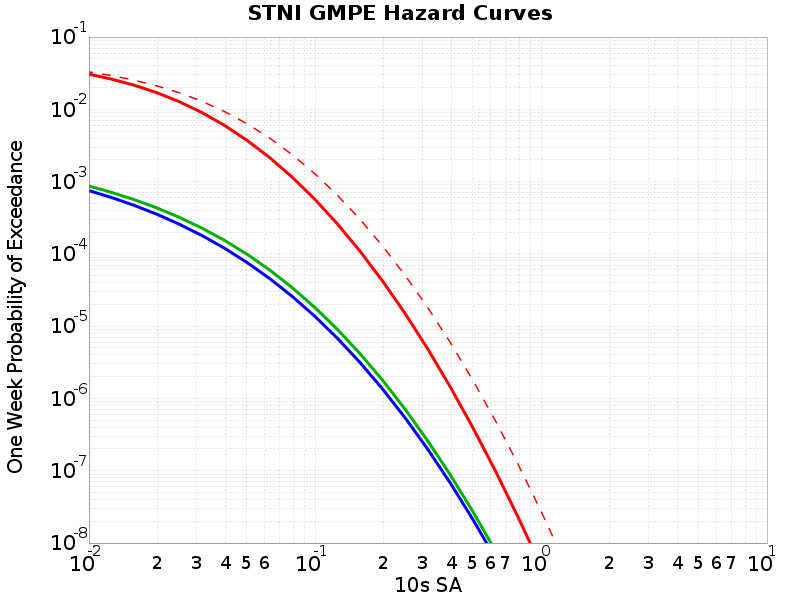 STNI GMPE Hazard Curves
One Week Probability of Exceedance
10^-1
10^-2
10^-3
10^-4
10^-5
10^-6
10^-7
10^-8
10^-2 2 3 4 5 6 10^-1 2 3 4 5 6 7 10^0 2 3 4 5 6 7 10^1
10s SA